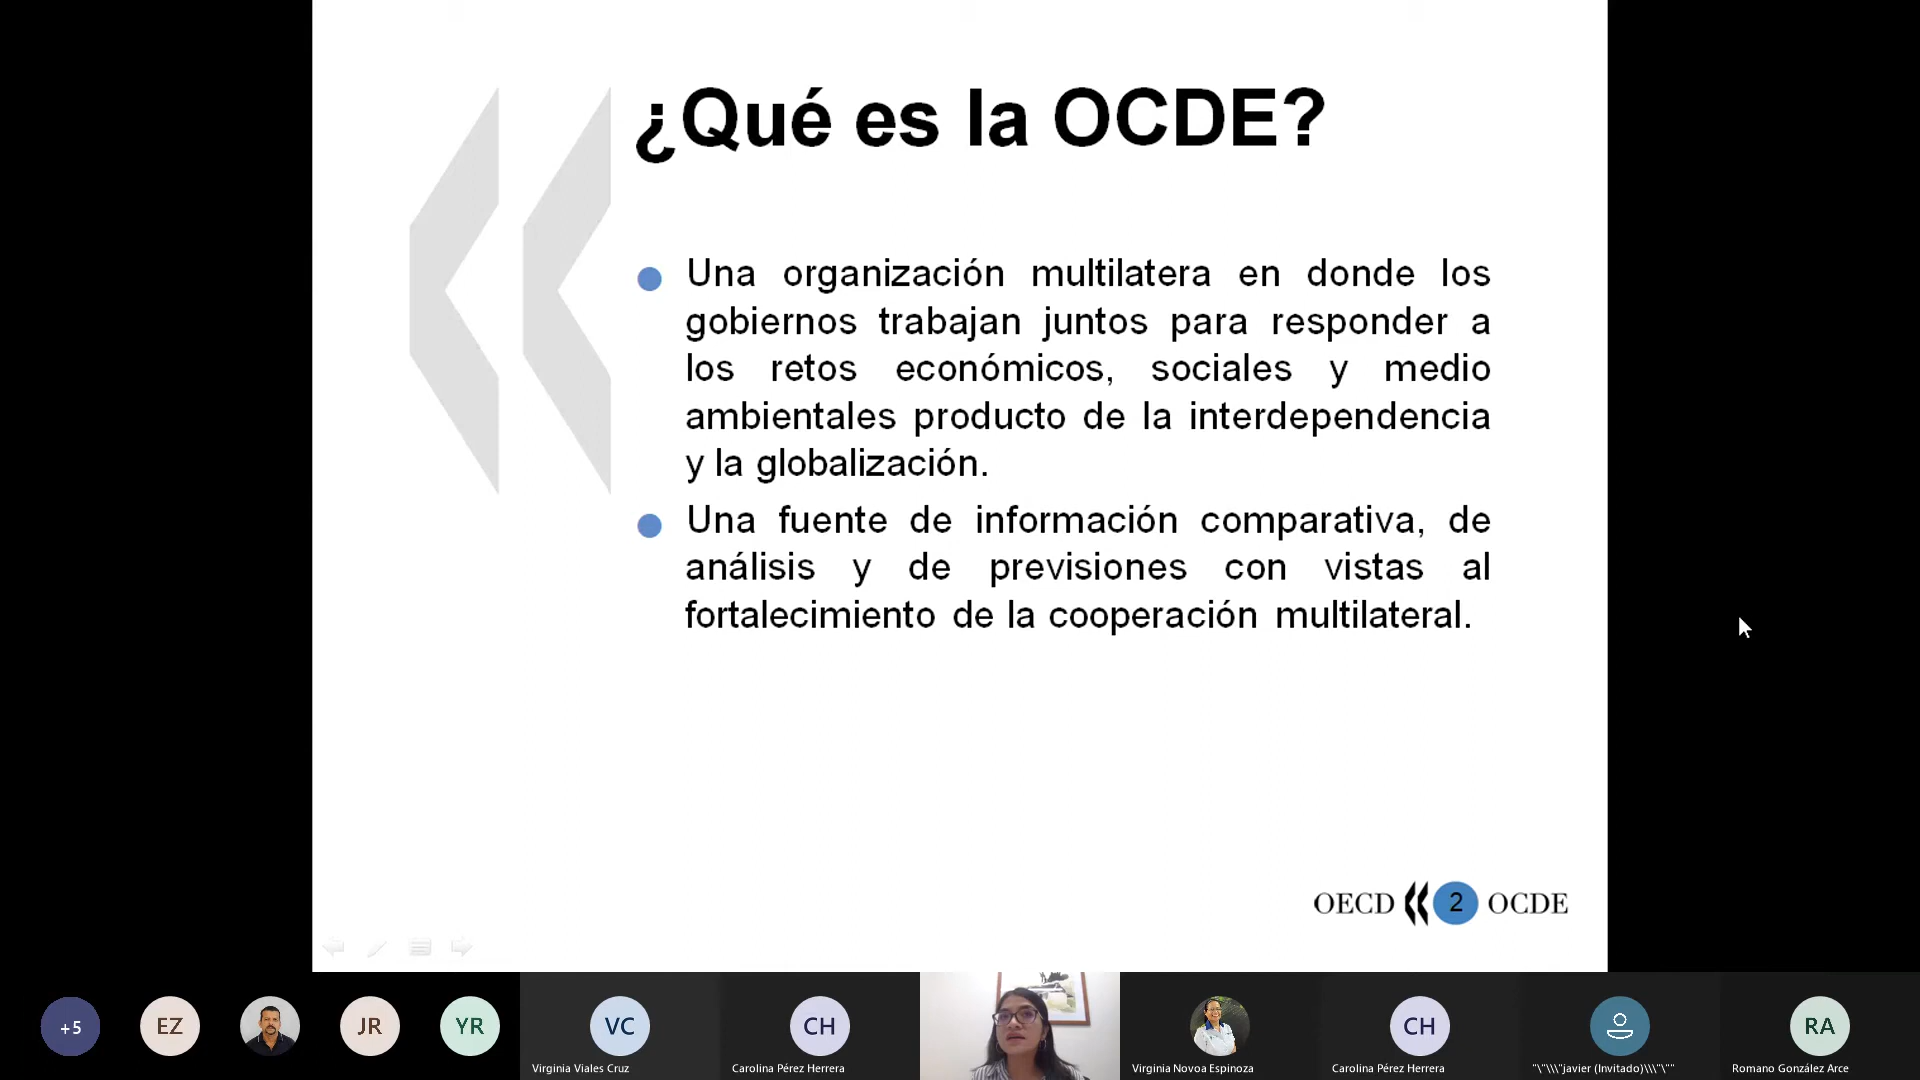 ¿Qué es la OCDE?
Una organización multilatera en donde los
gobiernos trabajan juntos para responder a
los retos económicos, sociales y medio
ambientales producto de la interdependencia
y la globalización.
Una fuente de información comparativa, de
análisis y de previsiones con vistas al
fortalecimiento de la cooperación multilateral.
OECD 2 OCDE
+5
EZ
JR
YR
VC
CH
CH
RA
Virginia Viales Cruz
Carolina Pérez Herrera
Virginia Novoa Espinoza
Carolina Pérez Herrera
"\"\\\"javier (Invitado)\\\"\""
Romano González Arce